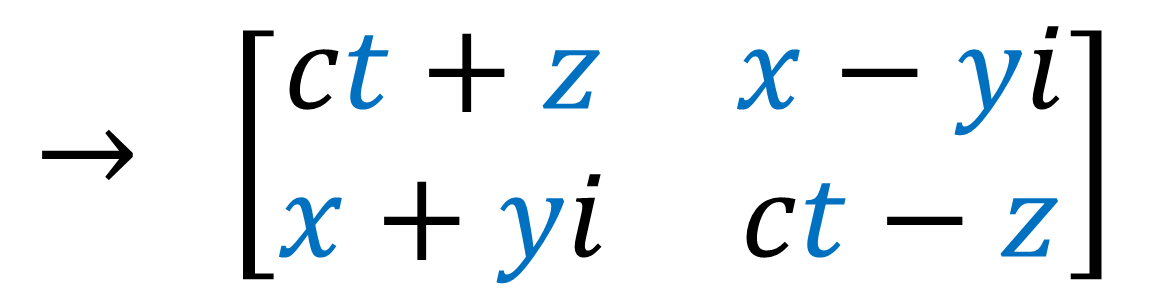 → [ct + z x − yi
x + yi ct − z]